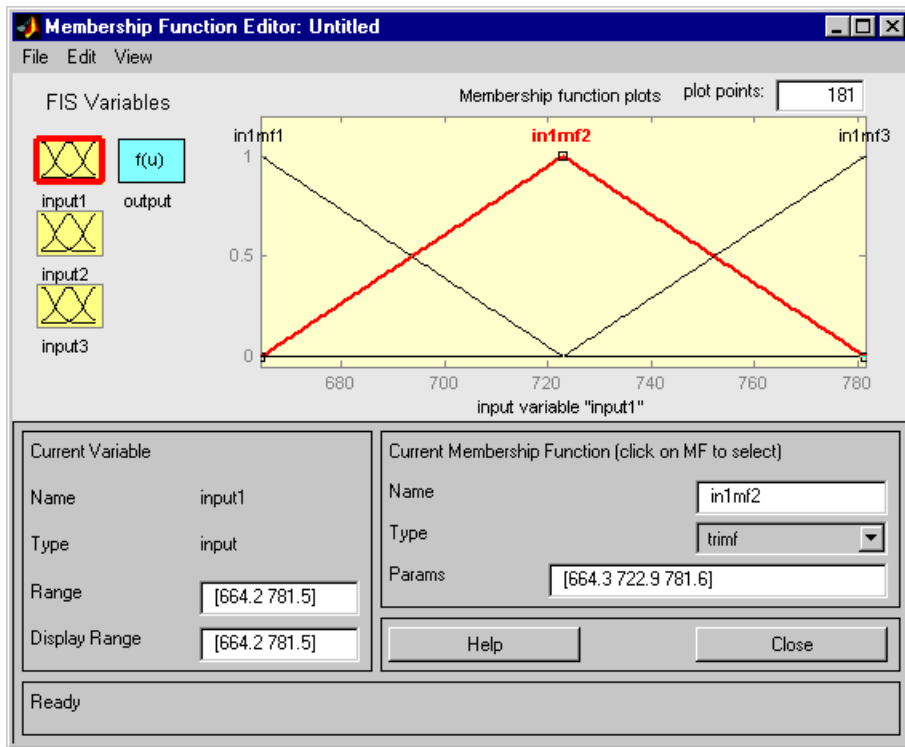 Membership Function Editor: Untitled
File Edit View
FIS Variables
Membership function plots plot points: 181
input1
f(u)
output
input2
input3
in1mf1 in1mf2 in1mf3
1
0.5
0
680 700 720 740 760 780
input variable "input1"
Current Variable
Name input1
Type input
Range [664.2 781.5]
Display Range [664.2 781.5]
Current Membership Function (click on MF to select)
Name in1mf2
Type trimf
Params [664.3 722.9 781.6]
Help Close
Ready